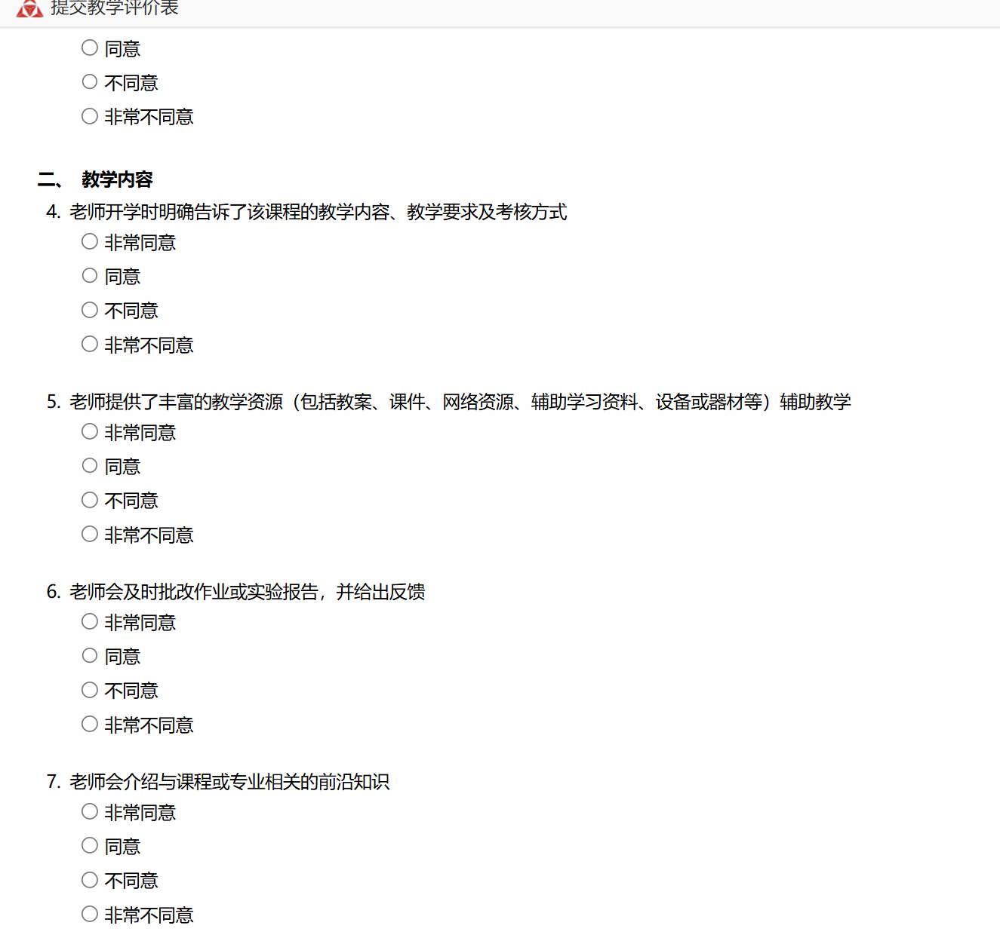 提交教学评价表
同意
不同意
非常不同意
二、 教学内容
4. 老师开学时明确告诉了该课程的教学内容、教学要求及考核方式
非常同意
同意
不同意
非常不同意
5. 老师提供了丰富的教学资源（包括教案、课件、网络资源、辅助学习资料、设备或器材等）辅助教学
非常同意
同意
不同意
非常不同意
6. 老师会及时批改作业或实验报告，并给出反馈
非常同意
同意
不同意
非常不同意
7. 老师会介绍与课程或专业相关的前沿知识
非常同意
同意
不同意
非常不同意